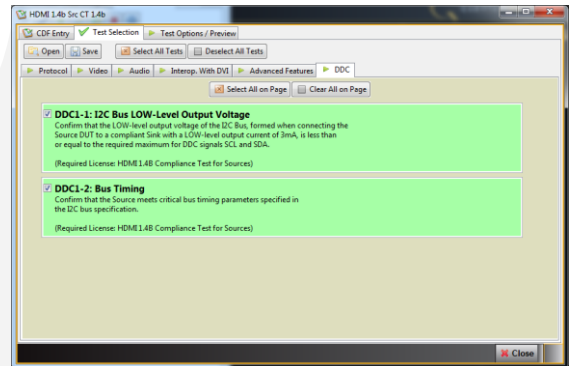 HDMI 1.4b Src CT 1.4b
CDF Entry Test Selection Test Options / Preview
Open Save Select All Tests Deselect All Tests
Protocol Video Audio Interop. With DVI Advanced Features DDC
Select All on Page Clear All on Page
DDC1-1: I2C Bus LOW-Level Output Voltage
Confirm that the LOW-level output voltage of the I2C Bus, formed when connecting the
Source DUT to a compliant Sink with a LOW-level output current of 3mA, is less than
or equal to the required maximum for DDC signals SCL and SDA.
(Required License: HDMI 1.4B Compliance Test for Sources)
DDC1-2: Bus Timing
Confirm that the Source meets critical bus timing parameters specified in
the I2C bus specification.
(Required License: HDMI 1.4B Compliance Test for Sources)
Close